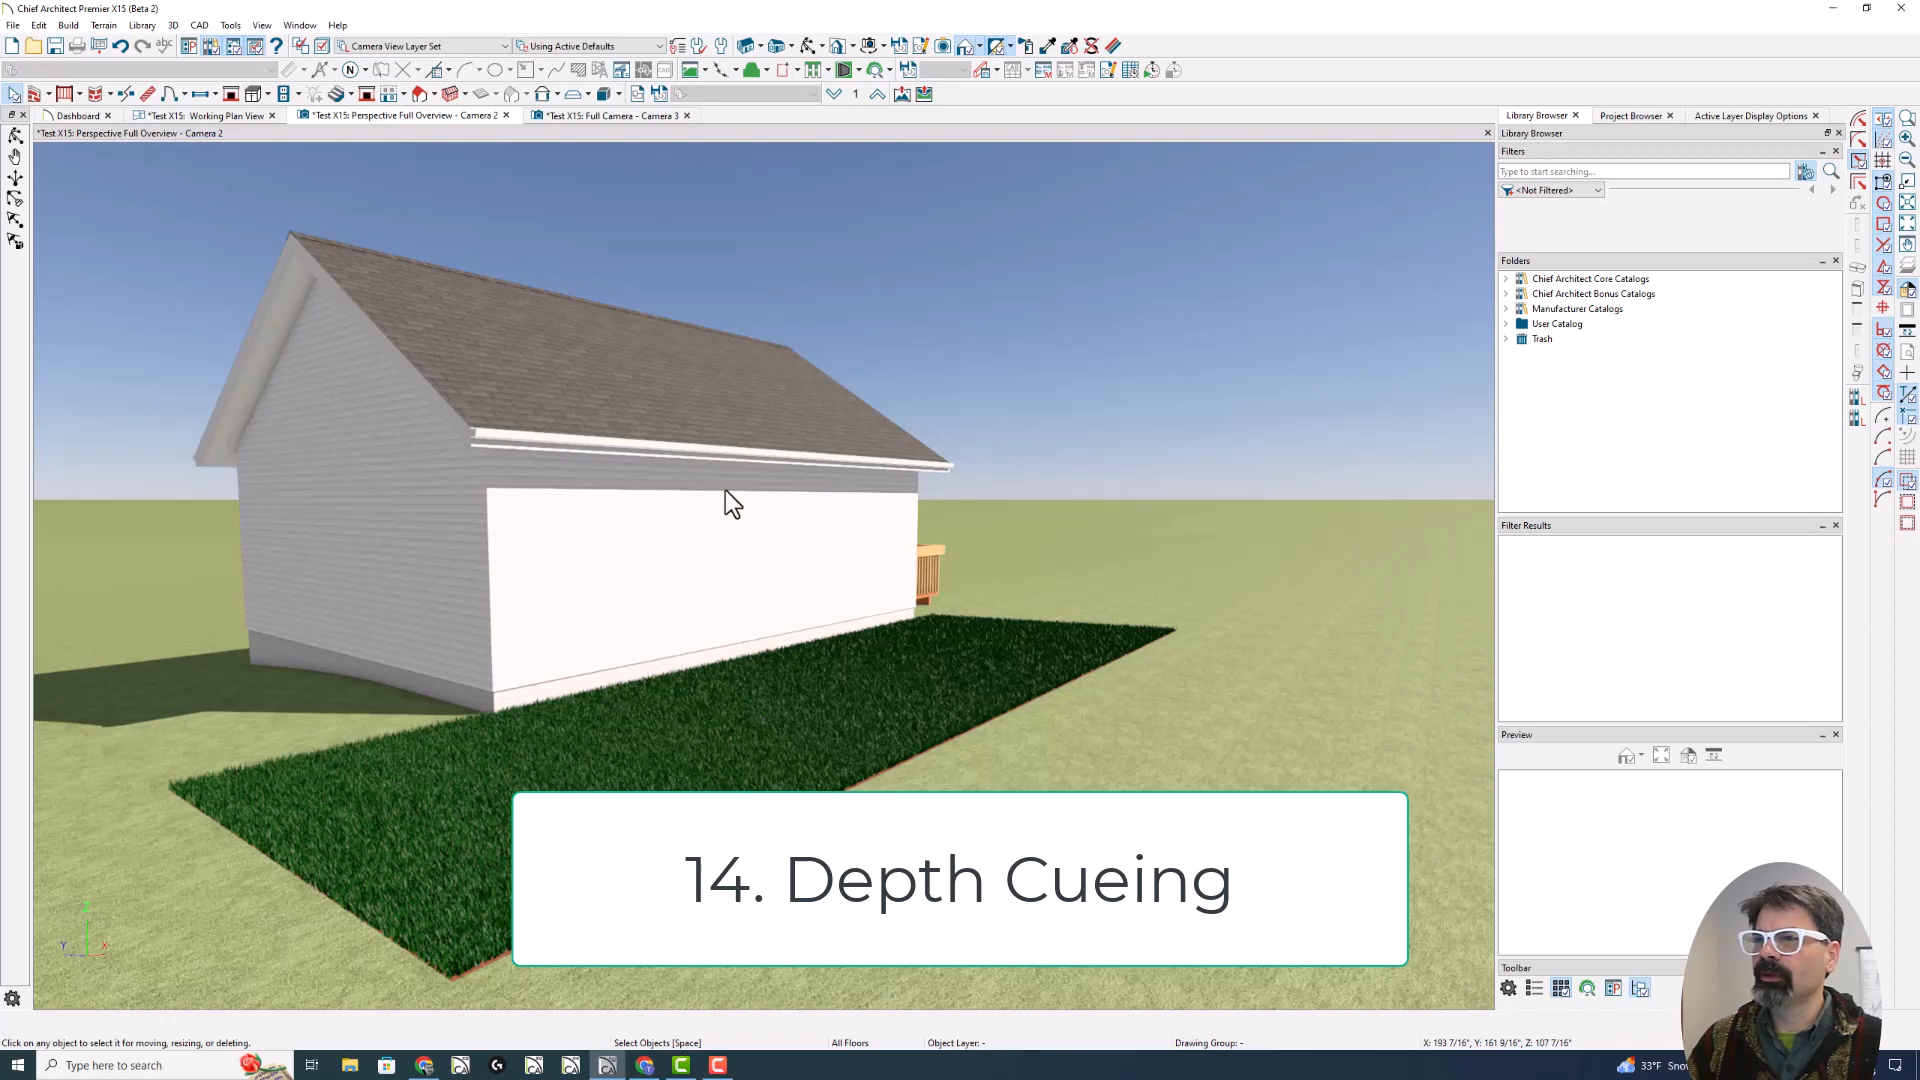 Chief Architect Premier X15 (Beta 2)
File Edit Build Terrain Library 3D CAD Tools View Window Help
Camera View Layer Set
Using Active Defaults
1
Dashboard
*Test X15: Working Plan View
*Test X15: Perspective Full Overview - Camera 2
*Test X15: Full Camera - Camera 3
*Test X15: Perspective Full Overview - Camera 2
Library Browser
Project Browser
Active Layer Display Options
Library Browser
Filters
Type to start searching...
<Not Filtered>
Folders
Chief Architect Core Catalogs
Chief Architect Bonus Catalogs
Manufacturer Catalogs
User Catalog
Trash
Filter Results
Preview
14. Depth Cueing
Z
Y
X
Toolbar
Click on any object to select it for moving, resizing, or deleting.
Select Objects [Space]
All Floors
Object Layer: -
Drawing Group: -
X: 193 7/16", Y: 161 9/16", Z: 107 7/16"
Type here to search
33°F